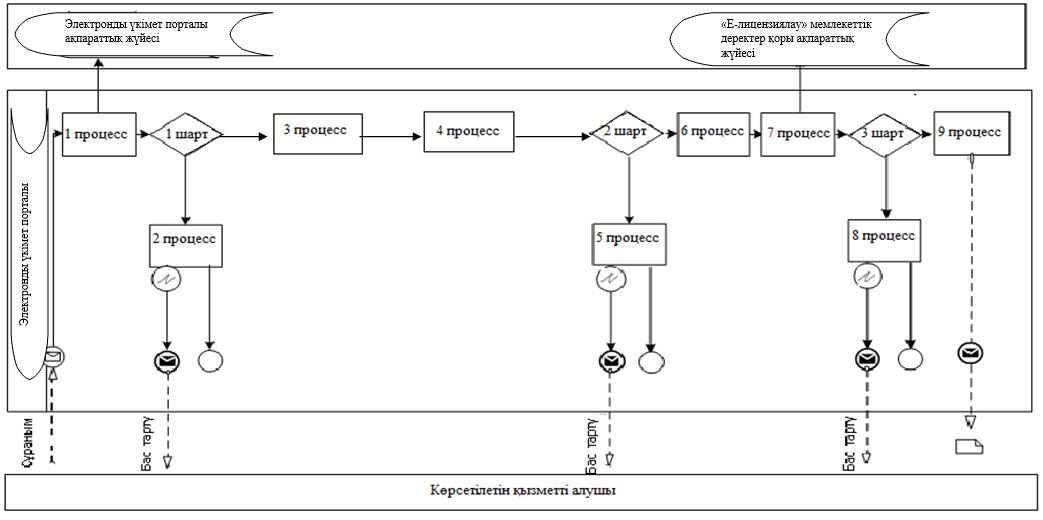 Электронды үкімет порталы
ақпараттық жүйесі
«Е-лицензиялау» мемлекеттік
деректер қоры ақпараттық
жүйесі
Электронды үкімет порталы
1 процесс
1 шарт
3 процесс
4 процесс
2 шарт
6 процесс
7 процесс
3 шарт
9 процесс
2 процесс
5 процесс
8 процесс
Сұраным
Бас тарту
Бас тарту
Бас тарту
Көрсетілетін қызметті алушы